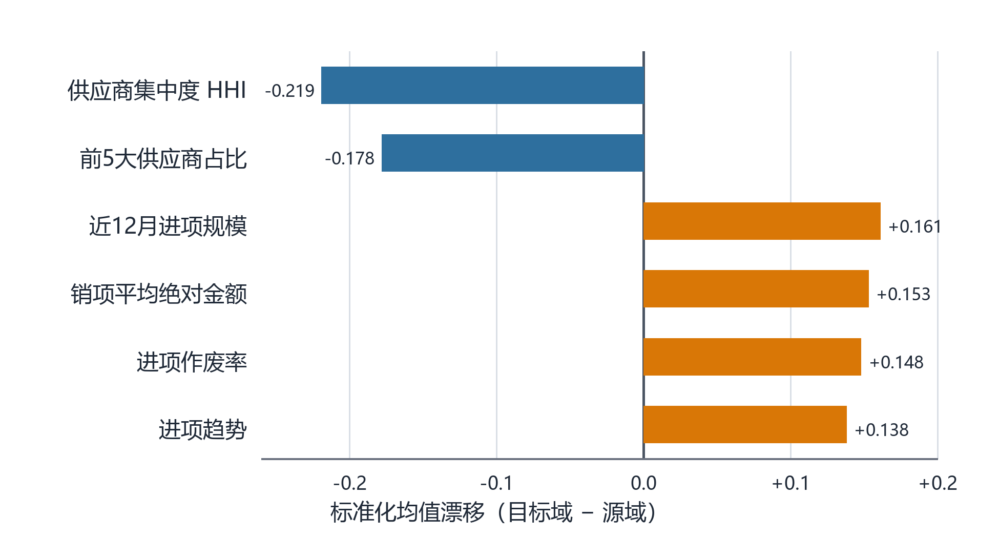 供应商集中度 HHI
-0.219
前5大供应商占比
-0.178
近12月进项规模
+0.161
销项平均绝对金额
+0.153
进项作废率
+0.148
进项趋势
+0.138
-0.2 -0.1 0.0 +0.1 +0.2
标准化均值漂移（目标域 − 源域）